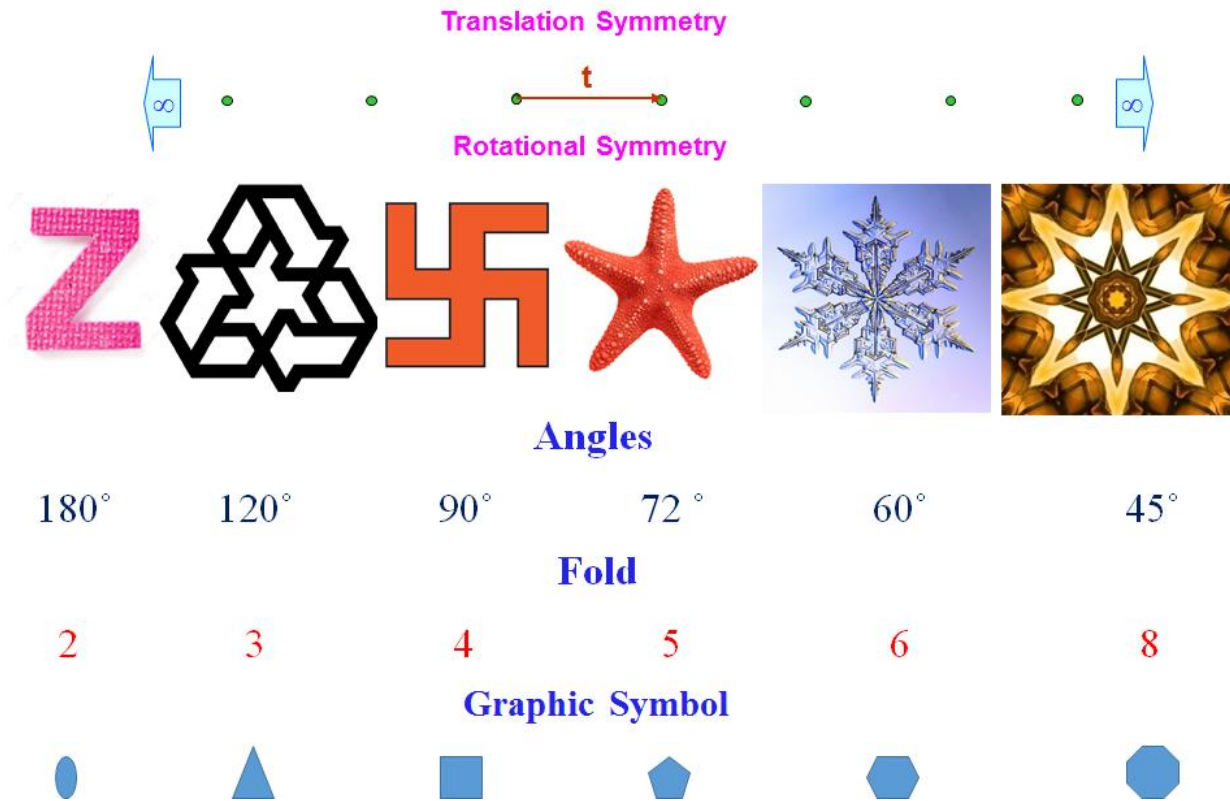 Translation Symmetry
t
∞ ∞
Rotational Symmetry
Z
Angles
180° 120° 90° 72 ° 60° 45°
Fold
2 3 4 5 6 8
Graphic Symbol